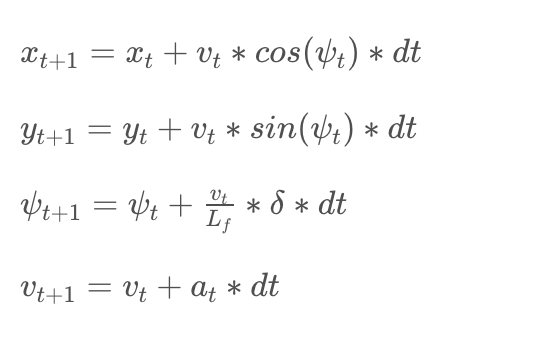 x_{t+1} = x_t + v_t * cos(ψ_t) * dt
y_{t+1} = y_t + v_t * sin(ψ_t) * dt
ψ_{t+1} = ψ_t + \frac{v_t}{L_f} * δ * dt
v_{t+1} = v_t + a_t * dt